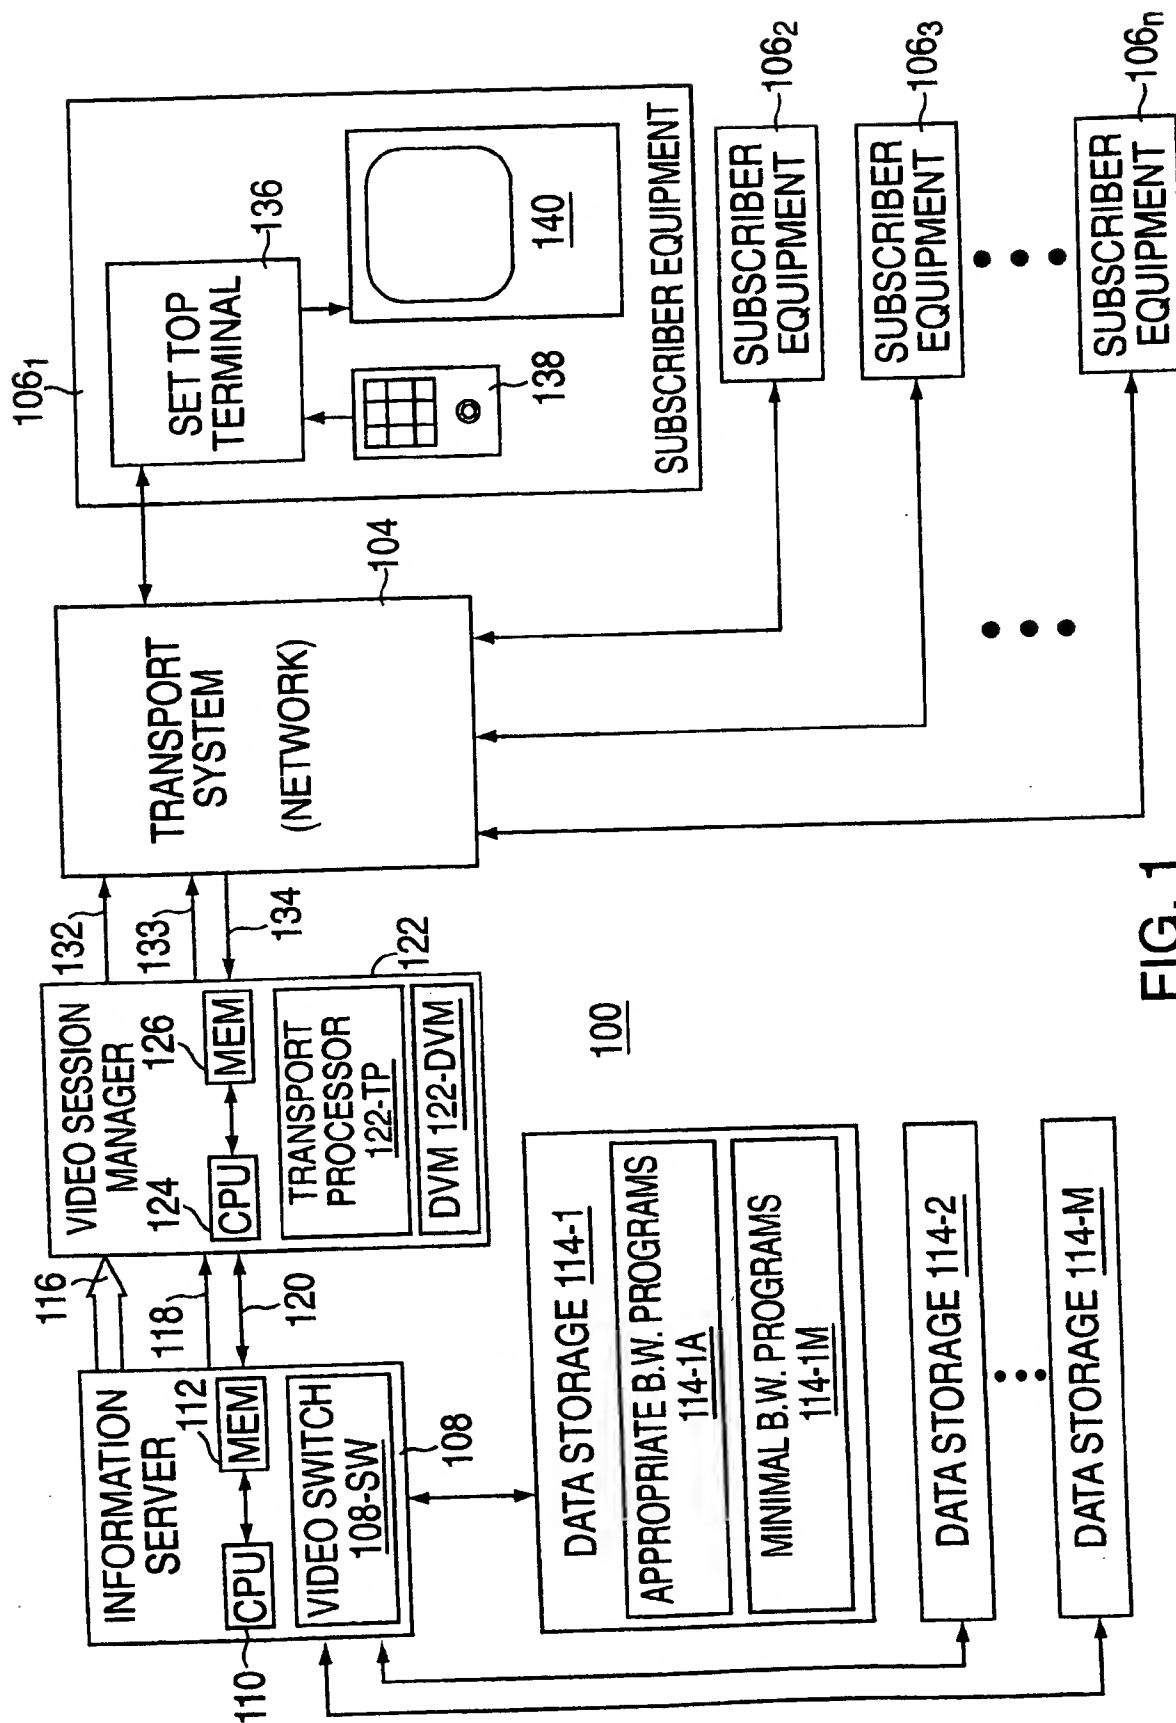 INFORMATION
SERVER
112
CPU
MEM
110
VIDEO SWITCH
108-SW
108
116
118
120
VIDEO SESSION
MANAGER
124
126
CPU
MEM
TRANSPORT
PROCESSOR
122-TP
DVM 122-DVM
122
132
133
134
TRANSPORT
SYSTEM
(NETWORK)
104
106₁
SET TOP
TERMINAL
136
138
140
SUBSCRIBER EQUIPMENT
SUBSCRIBER
EQUIPMENT
106₂
SUBSCRIBER
EQUIPMENT
106₃
SUBSCRIBER
EQUIPMENT
106ₙ
DATA STORAGE 114-1
APPROPRIATE B.W. PROGRAMS
114-1A
MINIMAL B.W. PROGRAMS
114-1M
DATA STORAGE 114-2
DATA STORAGE 114-M
100
FIG. 1